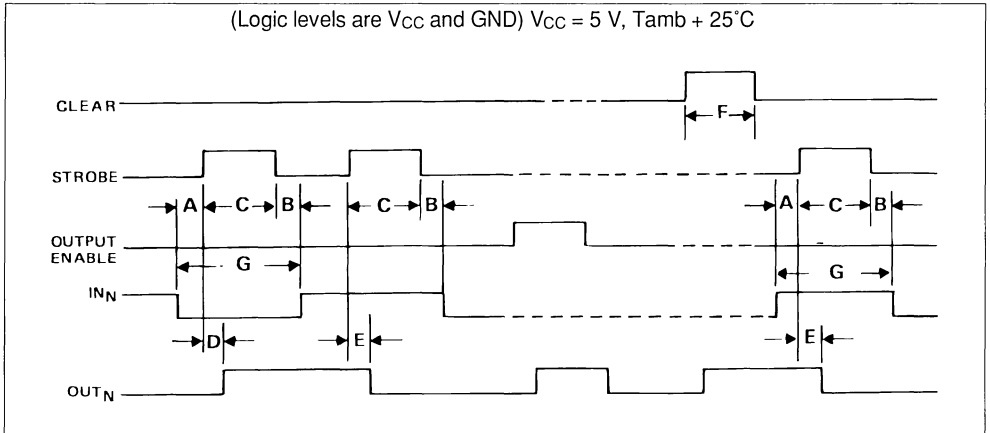 (Logic levels are VCC and GND) VCC = 5 V, Tamb + 25°C
CLEAR
F
STROBE
A C B C B A C B
OUTPUT
ENABLE
G G
INN
D E E
OUTN